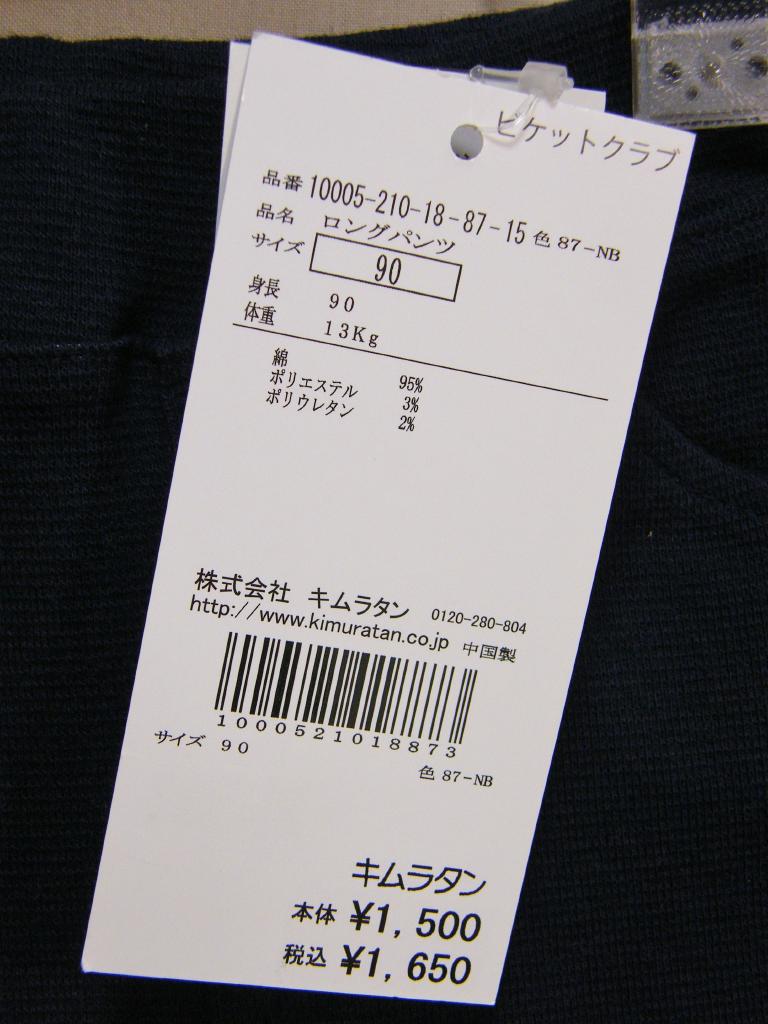 ビケットクラブ
品番 10005-210-18-87-15 色 87-NB
品名 ロングパンツ
サイズ 90
身長 90
体重 13Kg
綿 95%
ポリエステル 3%
ポリウレタン 2%
株式会社 キムラタン 0120-280-804
http://www.kimuratan.co.jp 中国製
1000521018873
サイズ 90
色 87-NB
キムラタン
本体 ¥1,500
税込 ¥1,650